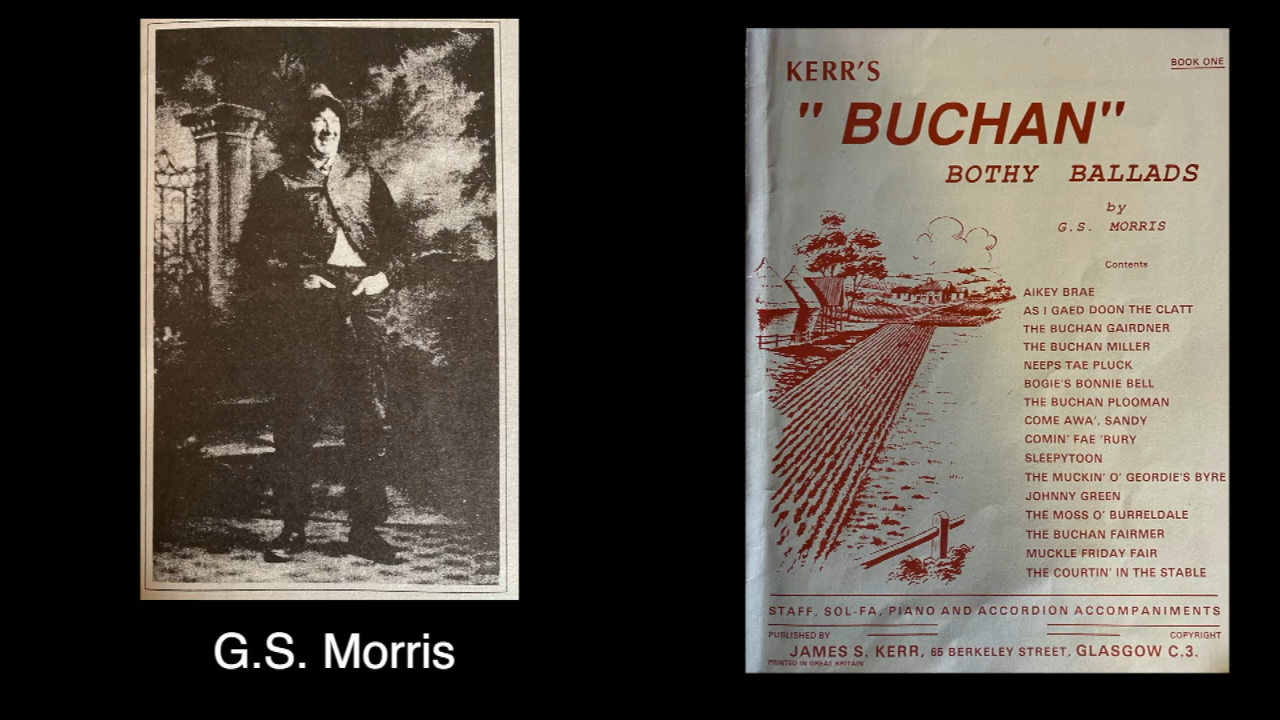 G.S. Morris
KERR'S
BOOK ONE
" BUCHAN"
BOTHY BALLADS
by
G.S. MORRIS
Contents
AIKEY BRAE
AS I GAED DOON THE CLATT
THE BUCHAN GAIRDNER
THE BUCHAN MILLER
NEEPS TAE PLUCK
BOGIE'S BONNIE BELL
THE BUCHAN PLOOMAN
COME AWA', SANDY
COMIN' FAE 'RURY
SLEEPYTOON
THE MUCKIN' O' GEORDIE'S BYRE
JOHNNY GREEN
THE MOSS O' BURRELDALE
THE BUCHAN FAIRMER
MUCKLE FRIDAY FAIR
THE COURTIN' IN THE STABLE
STAFF, SOL-FA, PIANO AND ACCORDION ACCOMPANIMENTS
PUBLISHED BY
COPYRIGHT
JAMES S. KERR, 65 BERKELEY STREET, GLASGOW C.3.
PRINTED IN GREAT BRITAIN